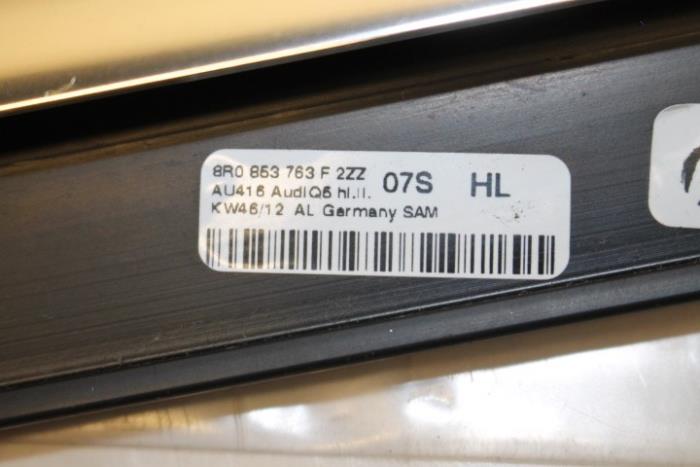 8R0 853 763 F 2ZZ 07S HL
AU416 AudiQ5 hl.li.
KW46/12 AL Germany SAM